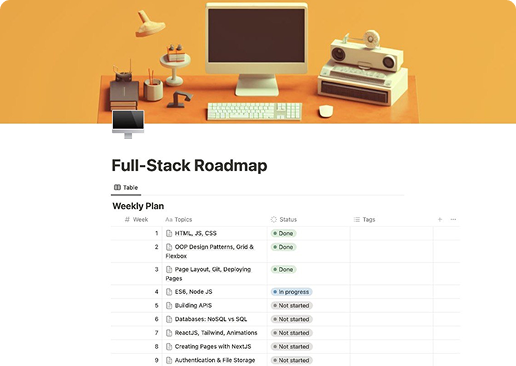 Full-Stack Roadmap
Table
Weekly Plan
# Week Aa Topics Status Tags
1 HTML, JS, CSS Done
2 OOP Design Patterns, Grid & Done
Flexbox
3 Page Layout, Git, Deploying Done
Pages
4 ES6, Node JS In progress
5 Building APIS Not started
6 Databases: NoSQL vs SQL Not started
7 ReactJS, Tailwind, Animations Not started
8 Creating Pages with NextJS Not started
9 Authentication & File Storage Not started